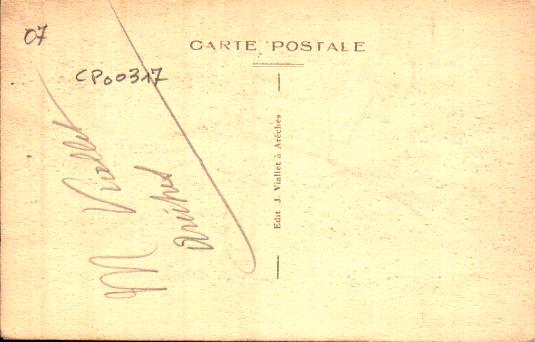 07
CARTE POSTALE
CP00317
Edit J. Viallet à Arêches
M Viallet
Arêches